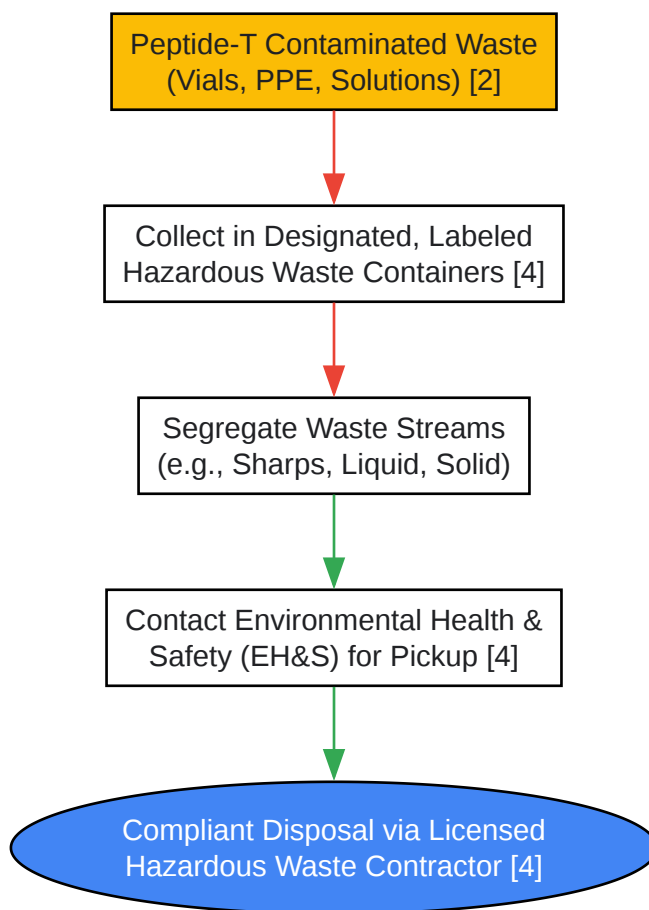 Peptide-T Contaminated Waste
(Vials, PPE, Solutions) [2]
Collect in Designated, Labeled
Hazardous Waste Containers [4]
Segregate Waste Streams
(e.g., Sharps, Liquid, Solid)
Contact Environmental Health &
Safety (EH&S) for Pickup [4]
Compliant Disposal via Licensed
Hazardous Waste Contractor [4]